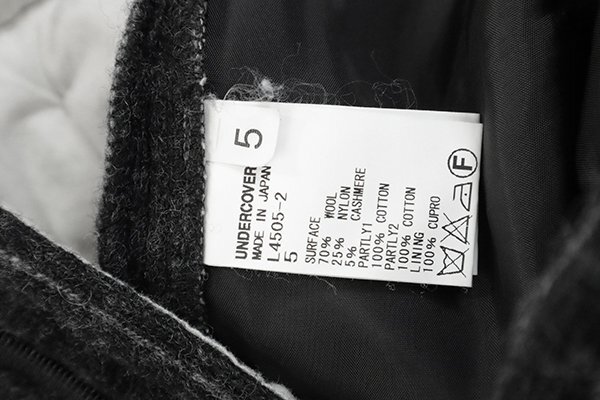 5
UNDERCOVER
MADE IN JAPAN
L4505-2
5
SURFACE
70% WOOL
25% NYLON
5% CASHMERE
PARTLY1
100% COTTON
PARTLY2
100% COTTON
LINING
100% CUPRO
F